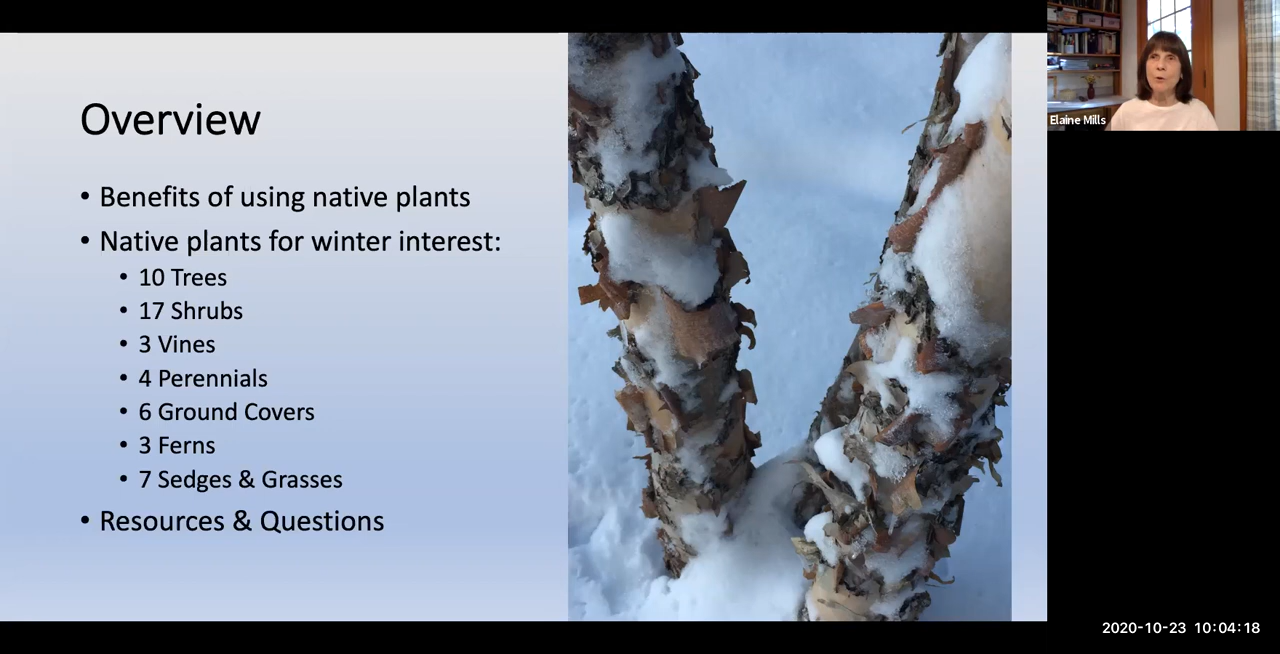 Overview
• Benefits of using native plants
• Native plants for winter interest:
• 10 Trees
• 17 Shrubs
• 3 Vines
• 4 Perennials
• 6 Ground Covers
• 3 Ferns
• 7 Sedges & Grasses
• Resources & Questions
Elaine Mills
2020-10-23 10:04:18